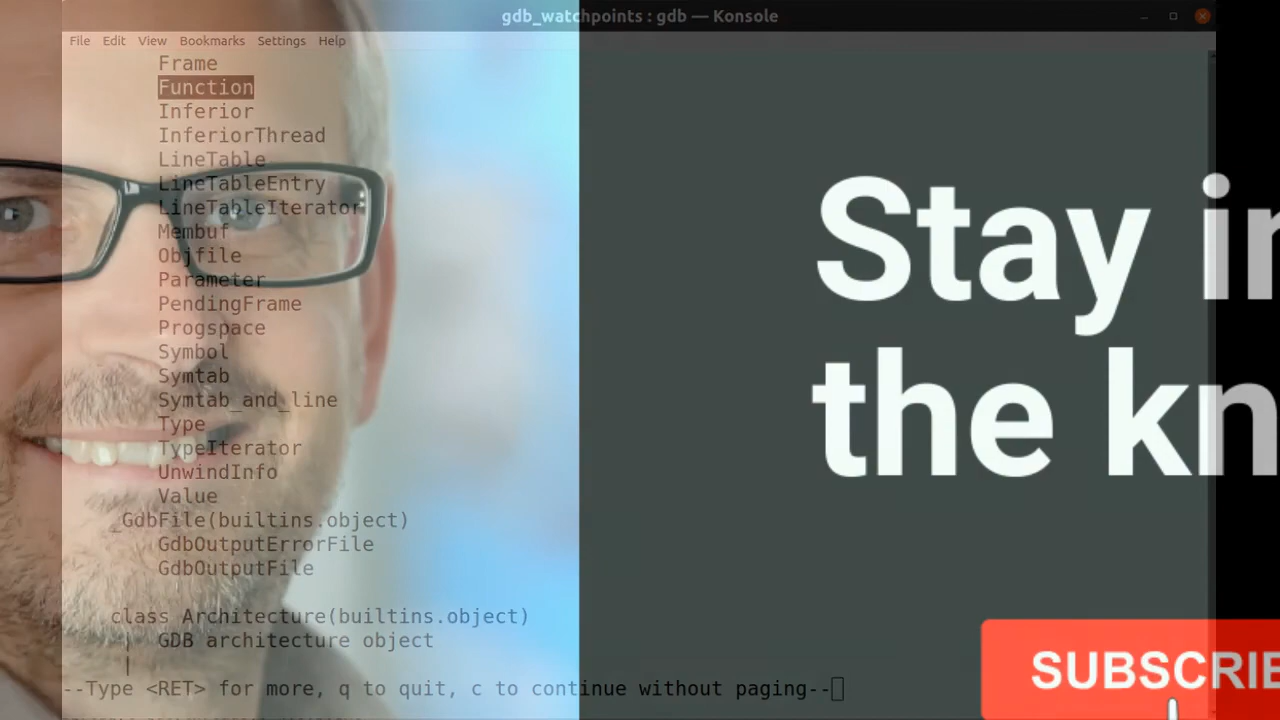 gdb_watchpoints : gdb — Konsole
File Edit View Bookmarks Settings Help
Frame
Function
Inferior
InferiorThread
LineTable
LineTableEntry
LineTableIterator
Membuf
Objfile
Parameter
PendingFrame
Progspace
Symbol
Symtab
Symtab_and_line
Type
TypeIterator
UnwindInfo
Value
_GdbFile(builtins.object)
GdbOutputErrorFile
GdbOutputFile
class Architecture(builtins.object)
| GDB architecture object
|
--Type <RET> for more, q to quit, c to continue without paging--
Stay in
the kn
SUBSCRIBE